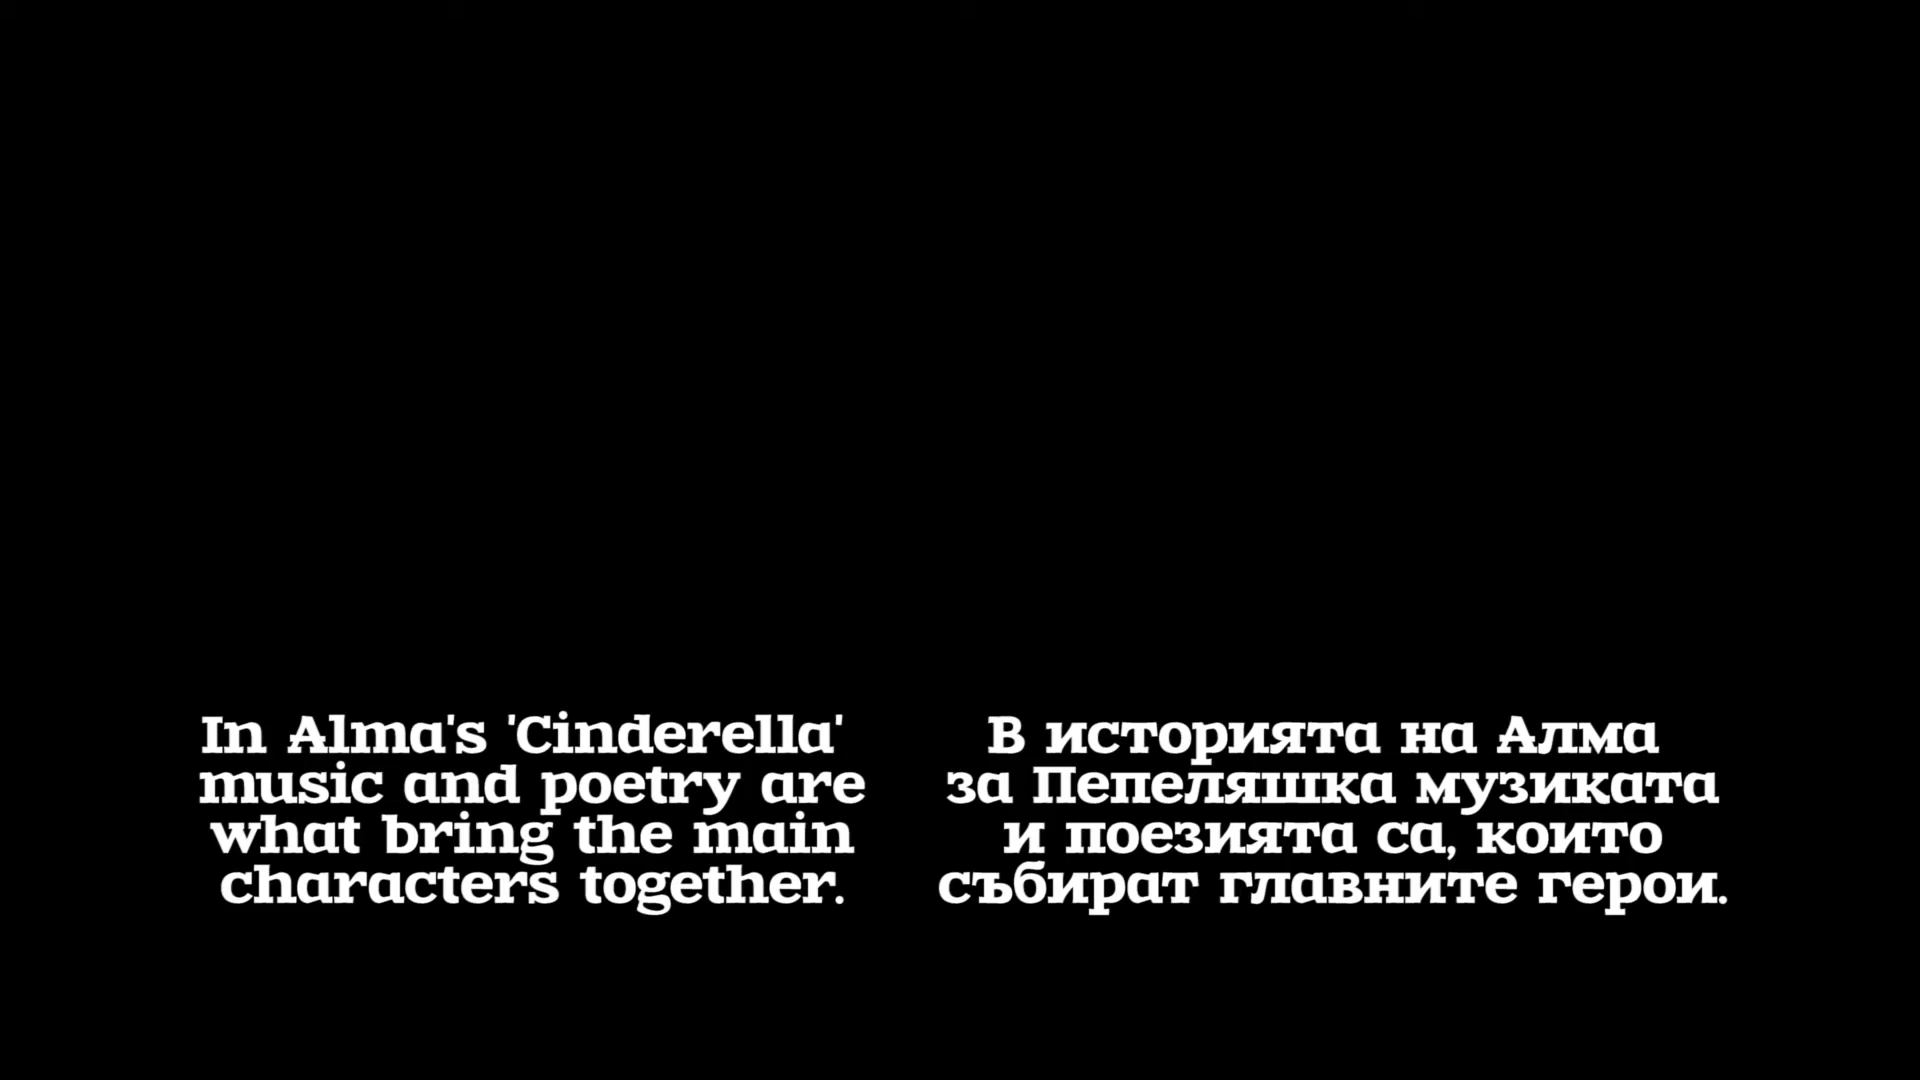 In Alma's 'Cinderella'
music and poetry are
what bring the main
characters together.
В историята на Алма
за Пепеляшка музиката
и поезията са, които
събират главните герои.